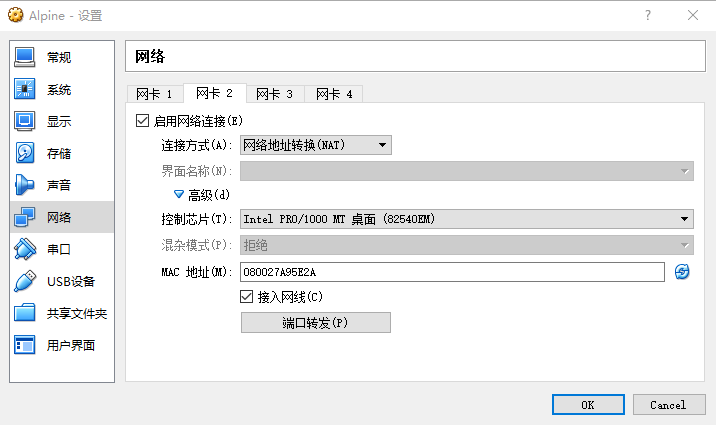 Alpine - 设置
常规
系统
显示
存储
声音
网络
串口
USB设备
共享文件夹
用户界面
网络
网卡 1 网卡 2 网卡 3 网卡 4
启用网络连接(E)
连接方式(A): 网络地址转换(NAT)
界面名称(N):
高级(d)
控制芯片(T): Intel PRO/1000 MT 桌面 (82540EM)
混杂模式(P): 拒绝
MAC 地址(M): 080027A95E2A
接入网线(C)
端口转发(P)
OK Cancel